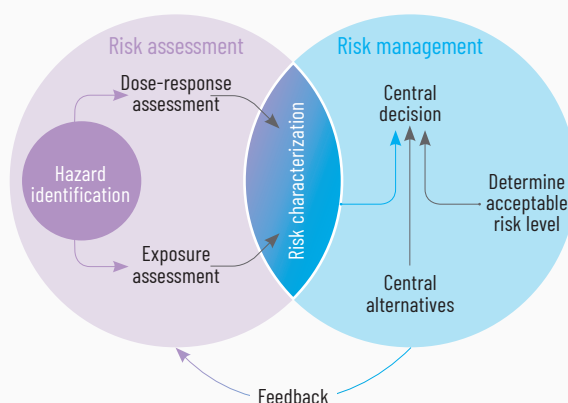 Risk assessment
Risk management
Dose-response
assessment
Hazard
identification
Exposure
assessment
Risk characterization
Central
decision
Determine
acceptable
risk level
Central
alternatives
Feedback